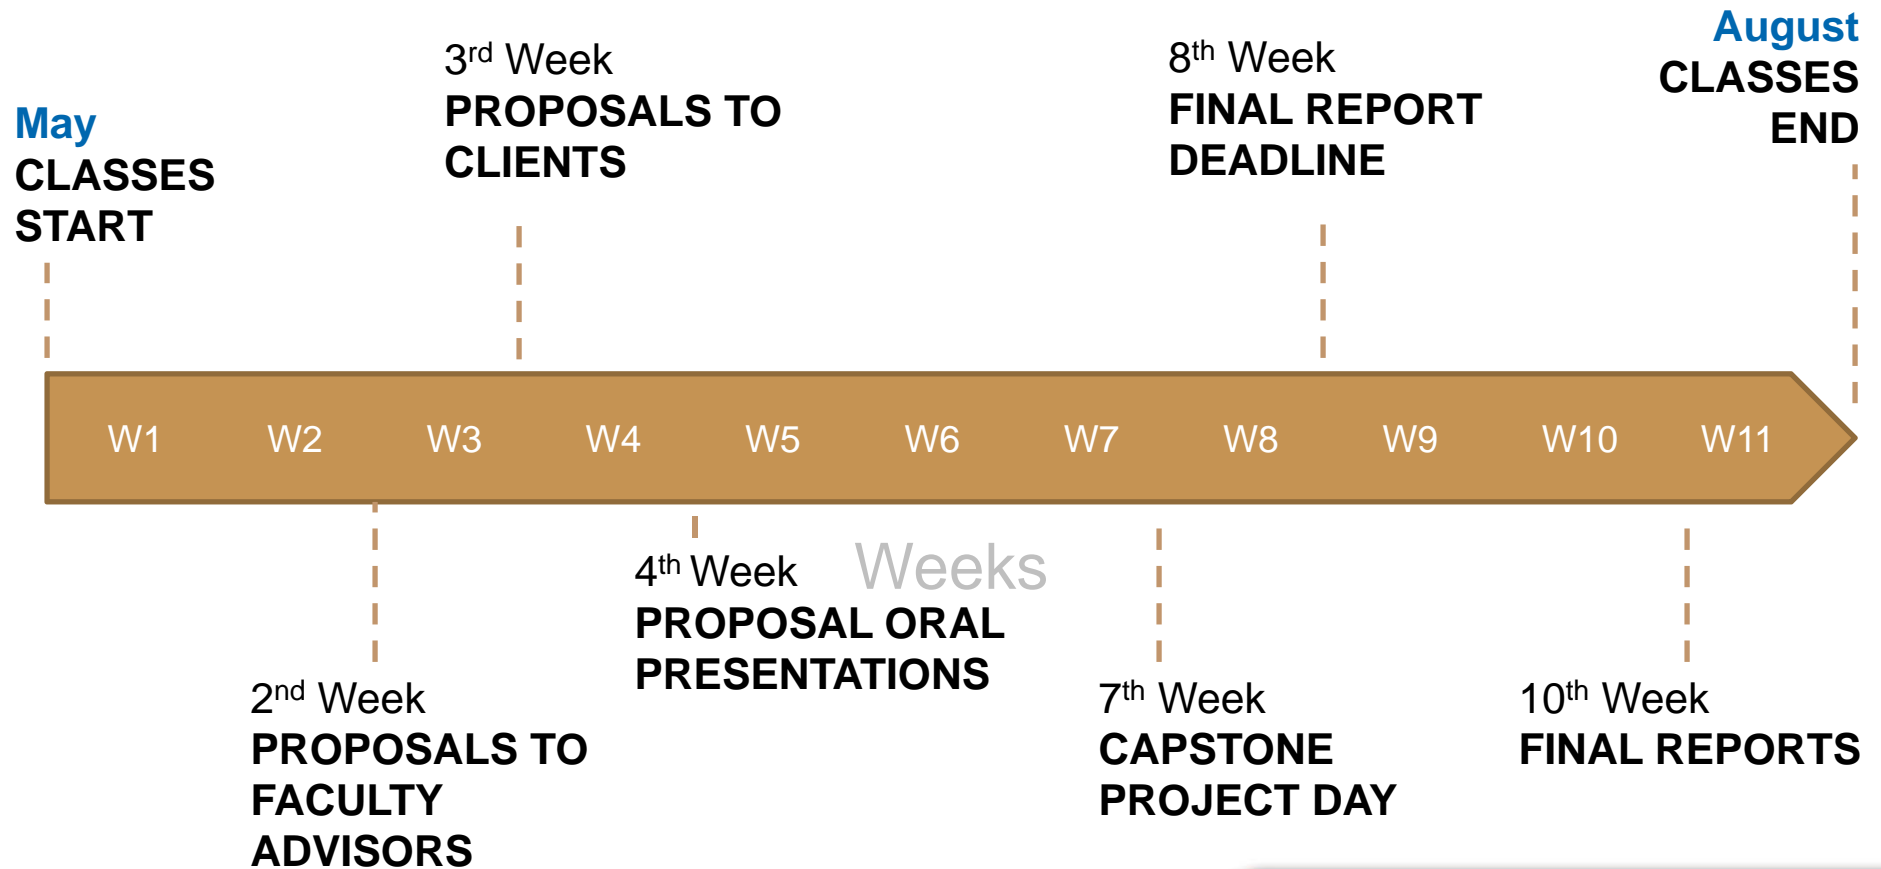 May
CLASSES
START
3rd Week
PROPOSALS TO
CLIENTS
8th Week
FINAL REPORT
DEADLINE
August
CLASSES
END
W1 W2 W3 W4 W5 W6 W7 W8 W9 W10 W11
Weeks
2nd Week
PROPOSALS TO
FACULTY
ADVISORS
4th Week
PROPOSAL ORAL
PRESENTATIONS
7th Week
CAPSTONE
PROJECT DAY
10th Week
FINAL REPORTS